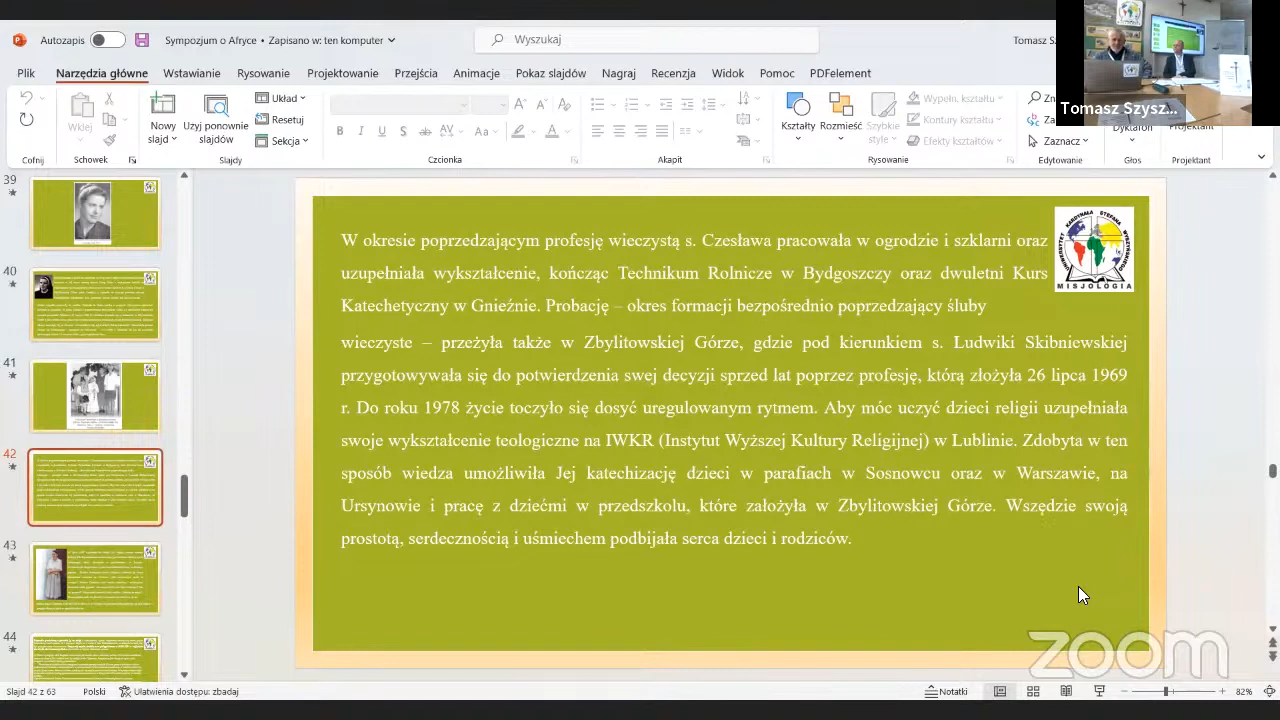 Autozapis
Sympozjum o Afryce • Zapisano w: ten komputer
Wyszukaj
Tomasz Szysz...
Plik Narzędzia główne Wstawianie Rysowanie Projektowanie Przejścia Animacje Pokaz slajdów Nagraj Recenzja Widok Pomoc PDFelement
Wklej
Nowy slajd
Użyj ponownie slajdów
Układ
Resetuj
Sekcja
Kształty
Rozmieść
Szybkie style
Wypełn. kształtu
Kontury kształtu
Efekty kształtów
Zaznacz
Dyktafon
Projektant
Cofnij Schowek Slajdy Czcionka Akapit Rysowanie Edytowanie Głos Projektant
39
40
41
42
43
44
W okresie poprzedzającym profesję wieczystą s. Czesława pracowała w ogrodzie i szklarni oraz
uzupełniała wykształcenie, kończąc Technikum Rolnicze w Bydgoszczy oraz dwuletni Kurs
Katechetyczny w Gnieźnie. Probację – okres formacji bezpośrednio poprzedzający śluby
wieczyste – przeżyła także w Zbylitowskiej Górze, gdzie pod kierunkiem s. Ludwiki Skibniewskiej
przygotowywała się do potwierdzenia swej decyzji sprzed lat poprzez profesję, którą złożyła 26 lipca 1969
r. Do roku 1978 życie toczyło się dosyć uregulowanym rytmem. Aby móc uczyć dzieci religii uzupełniała
swoje wykształcenie teologiczne na IWKR (Instytut Wyższej Kultury Religijnej) w Lublinie. Zdobyta w ten
sposób wiedza umożliwiła Jej katechizację dzieci w parafii w Sosnowcu oraz w Warszawie, na
Ursynowie i pracę z dziećmi w przedszkolu, które założyła w Zbylitowskiej Górze. Wszędzie swoją
prostotą, serdecznością i uśmiechem podbijała serca dzieci i rodziców.
UNIWERSYTET KARDYNAŁA STEFANA WYSZYŃSKIEGO
MISJOLOGIA
zoom
Slajd 42 z 63
Polski
Ułatwienia dostępu: zbadaj
Notatki
82%